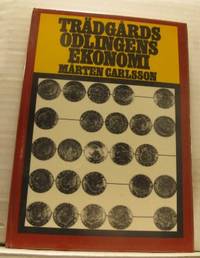 TRÄDGÅRDS
ODLINGENS
EKONOMI
MÅRTEN CARLSSON